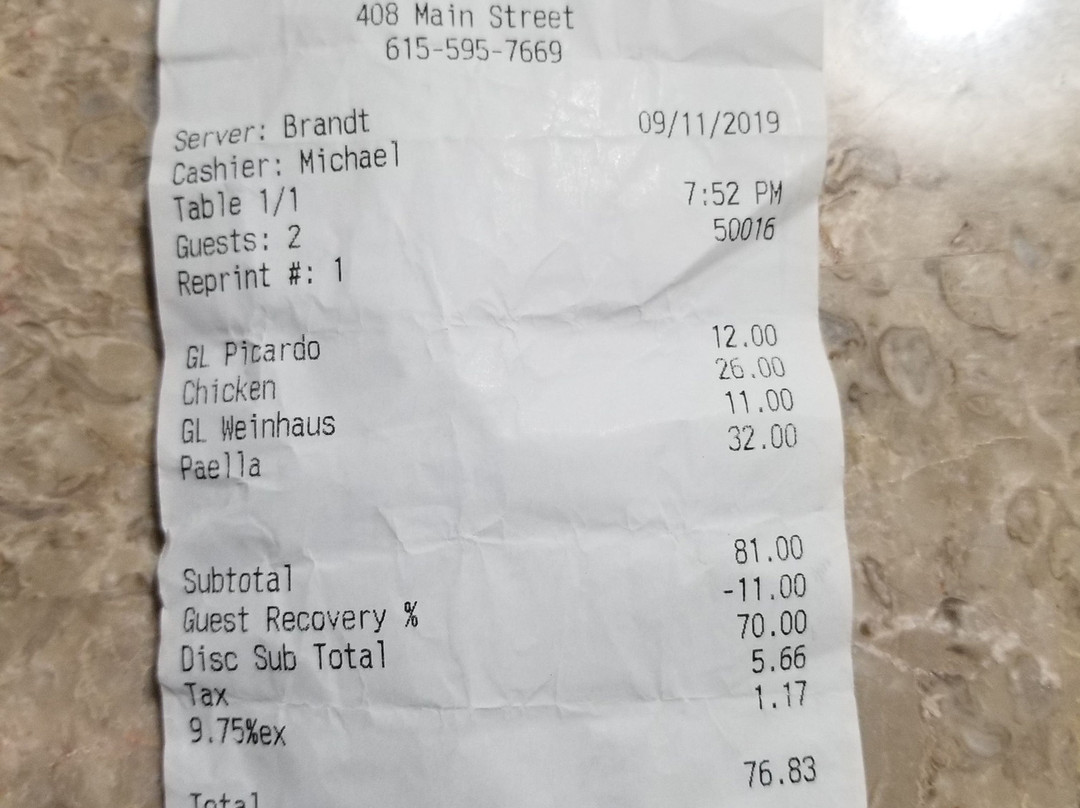 408 Main Street
615-595-7669
Server: Brandt 09/11/2019
Cashier: Michael
Table 1/1 7:52 PM
Guests: 2 50016
Reprint #: 1
GL Picardo 12.00
Chicken 26.00
GL Weinhaus 11.00
Paella 32.00
Subtotal 81.00
Guest Recovery % -11.00
Disc Sub Total 70.00
Tax 5.66
9.75%ex 1.17
Total 76.83